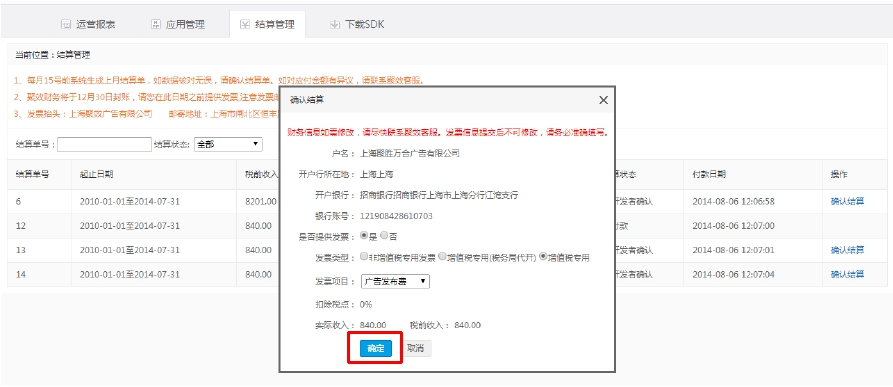 运营报表 应用管理 结算管理 下载SDK
当前位置：结算管理
1、每月15号前系统生成上月结算单，如数据核对无误，请确认结算单。如对应付金额有异议，请联系聚效客服。
2、聚效财务将于12月30日封账，请您在此日期之前提供发票,注意发票
3、发票抬头：上海聚效广告有限公司 邮寄地址：上海市闸北区恒丰
结算单号： 结算状态: 全部
结算单号 起止日期 税前收入 算状态 付款日期 操作
6 2010-01-01至2014-07-31 8201.00 开发者确认 2014-08-06 12:06:58 确认结算
12 2010-01-01至2014-07-31 840.00 付款 2014-08-06 12:07:00
13 2010-01-01至2014-07-31 840.00 开发者确认 2014-08-06 12:07:01 确认结算
14 2010-01-01至2014-07-31 840.00 开发者确认 2014-08-06 12:07:04 确认结算
确认结算
财务信息如需修改，请尽快联系聚效客服。发票信息提交后不可修改，请务必准确填写。
户名： 上海聚胜万合广告有限公司
开户行所在地： 上海上海
开户银行： 招商银行招商银行上海市上海分行江湾支行
银行账号： 121908428610703
是否提供发票： 是 否
发票类型： 非增值税专用发票 增值税专用(税务局代开) 增值税专用
发票项目： 广告发布费
扣除税点： 0%
实际收入： 840.00 税前收入： 840.00
确定 取消